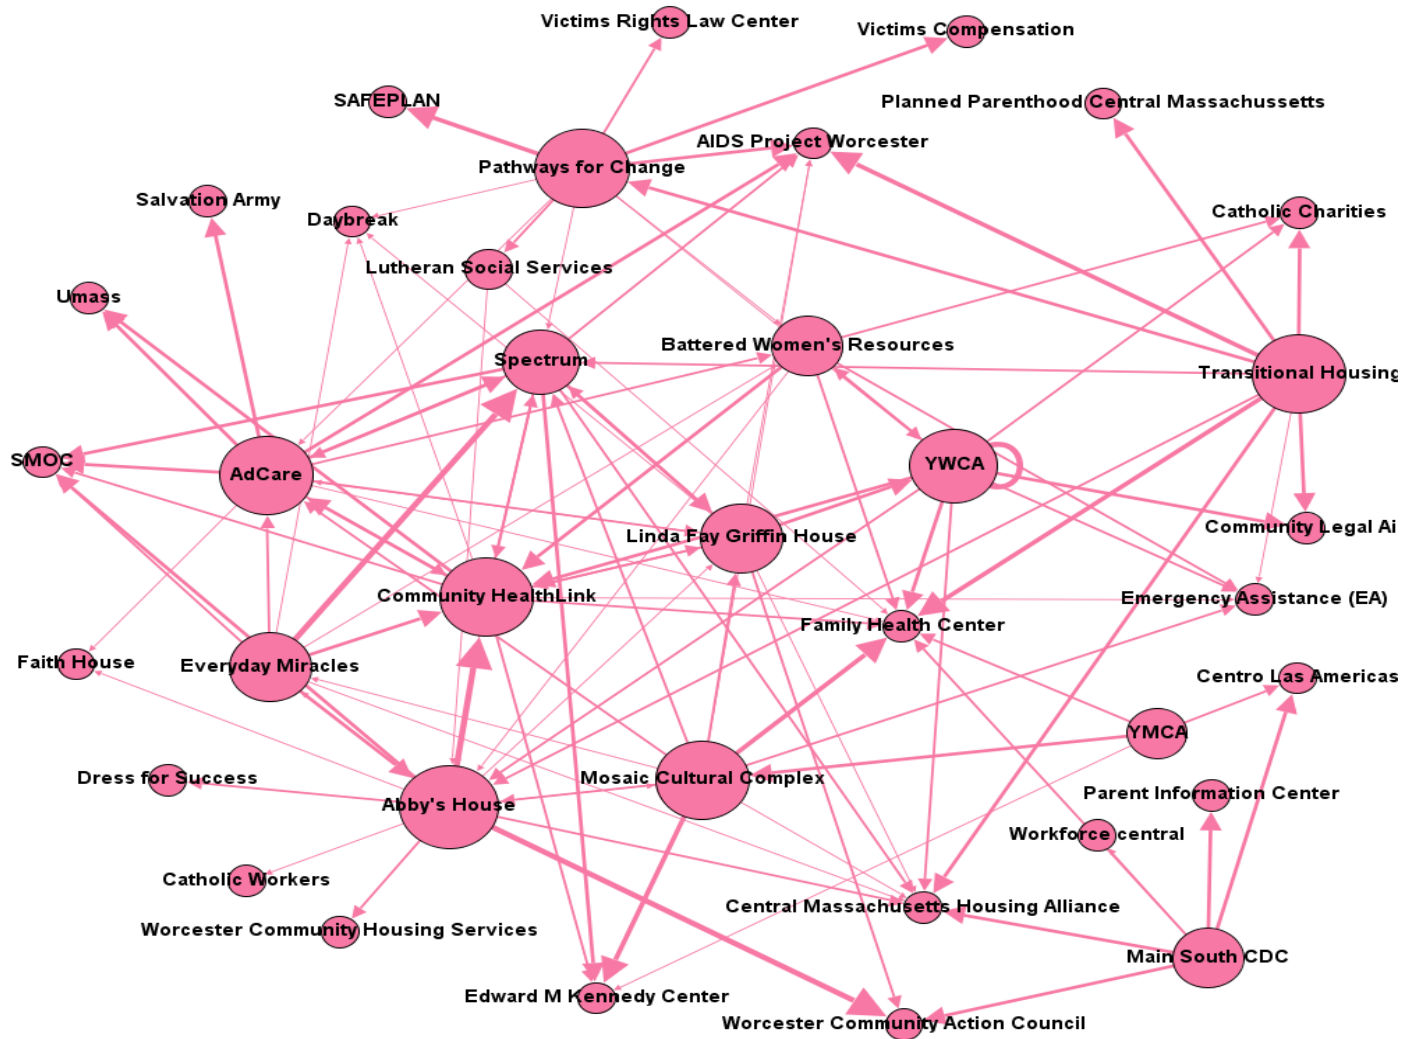 Victims Rights Law Center
Victims Compensation
SAFEPLAN
Planned Parenthood Central Massachussetts
AIDS Project Worcester
Pathways for Change
Salvation Army
Daybreak
Catholic Charities
Lutheran Social Services
Umass
Battered Women's Resources
Spectrum
Transitional Housing
SMOC
AdCare
YWCA
Community Legal Ai
Linda Fay Griffin House
Community HealthLink
Emergency Assistance (EA)
Family Health Center
Faith House
Everyday Miracles
Centro Las Americas
YMCA
Dress for Success
Mosaic Cultural Complex
Parent Information Center
Abby's House
Workforce central
Catholic Workers
Central Massachusetts Housing Alliance
Worcester Community Housing Services
Main South CDC
Edward M Kennedy Center
Worcester Community Action Council